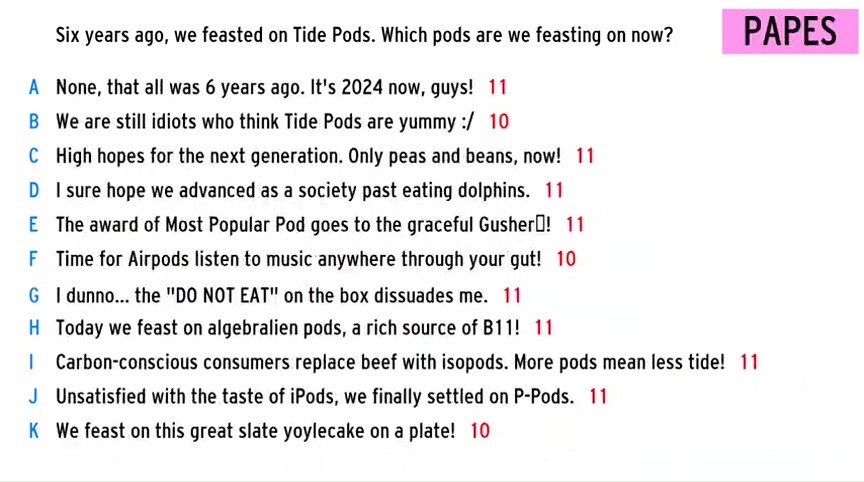 Six years ago, we feasted on Tide Pods. Which pods are we feasting on now?
PAPES
A None, that all was 6 years ago. It's 2024 now, guys! 11
B We are still idiots who think Tide Pods are yummy :/ 10
C High hopes for the next generation. Only peas and beans, now! 11
D I sure hope we advanced as a society past eating dolphins. 11
E The award of Most Popular Pod goes to the graceful Gusher▯! 11
F Time for Airpods listen to music anywhere through your gut! 10
G I dunno... the "DO NOT EAT" on the box dissuades me. 11
H Today we feast on algebralien pods, a rich source of B11! 11
I Carbon-conscious consumers replace beef with isopods. More pods mean less tide! 11
J Unsatisfied with the taste of iPods, we finally settled on P-Pods. 11
K We feast on this great slate yoylecake on a plate! 10